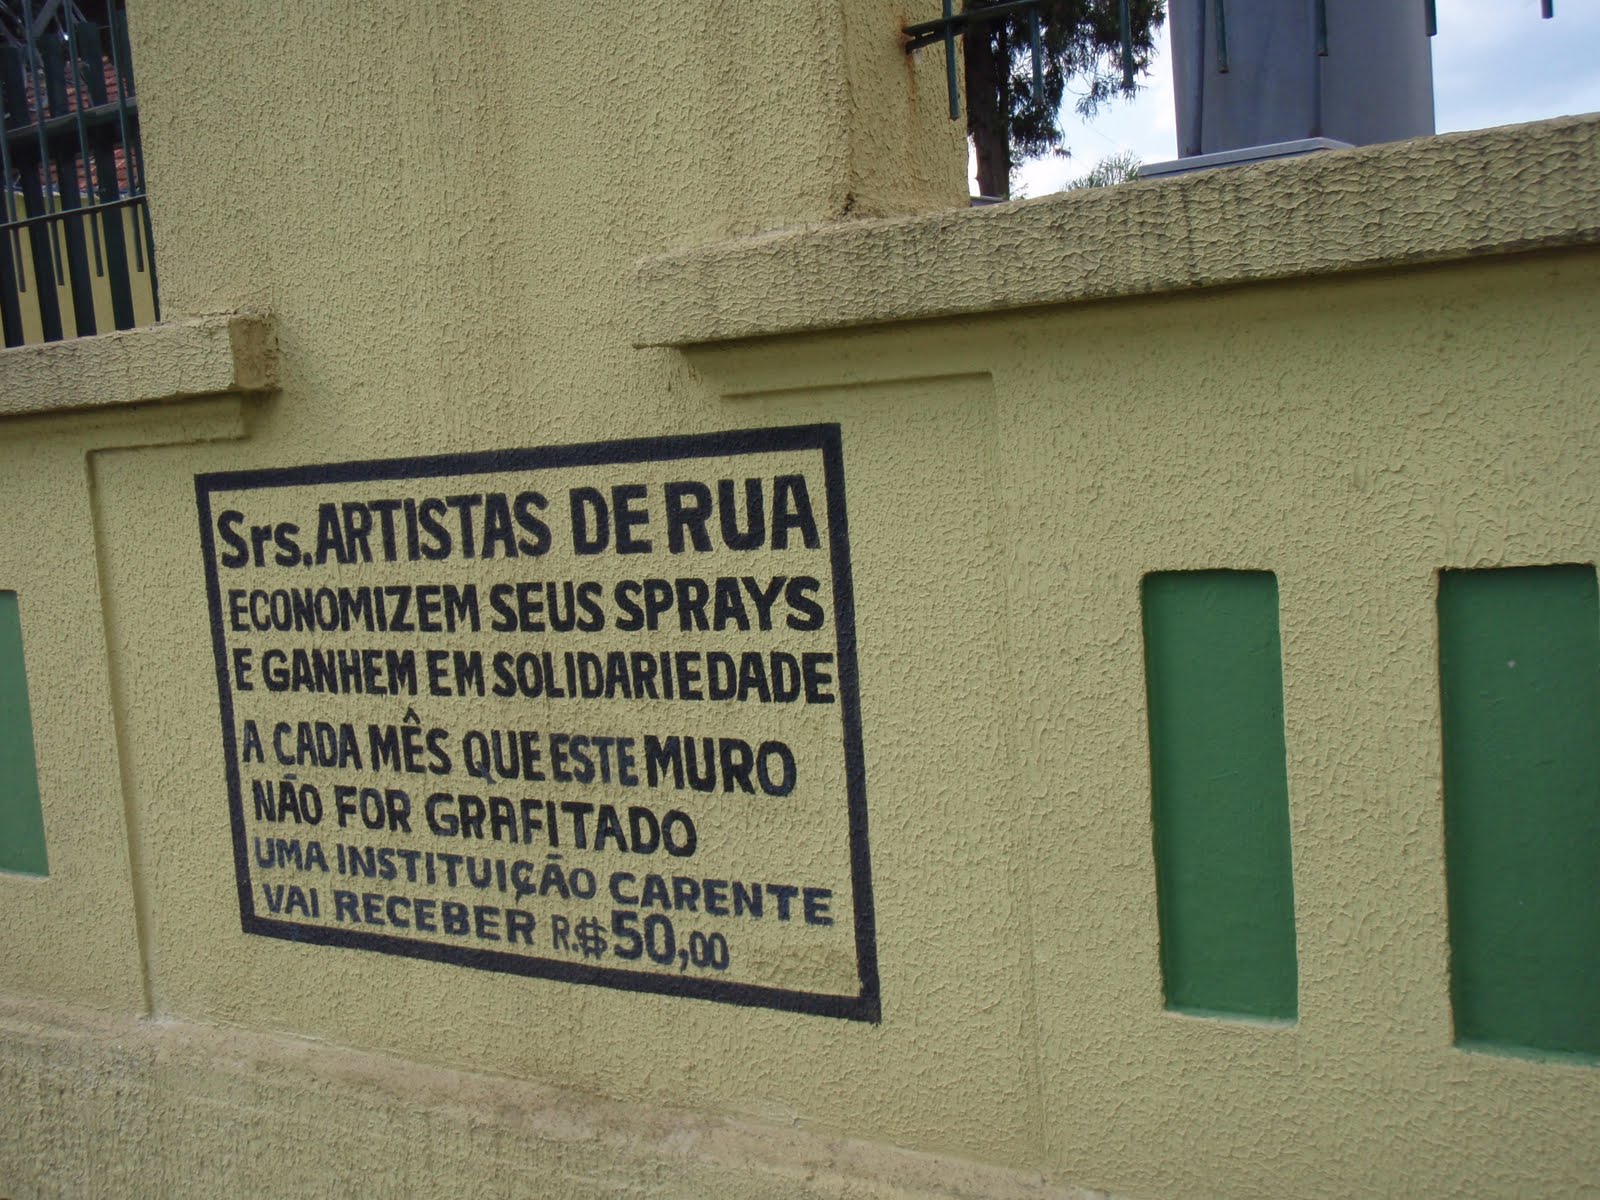 Srs. ARTISTAS DE RUA
ECONOMIZEM SEUS SPRAYS
E GANHEM EM SOLIDARIEDADE
A CADA MÊS QUE ESTE MURO
NÃO FOR GRAFITADO
UMA INSTITUIÇÃO CARENTE
VAI RECEBER R.$ 50,00